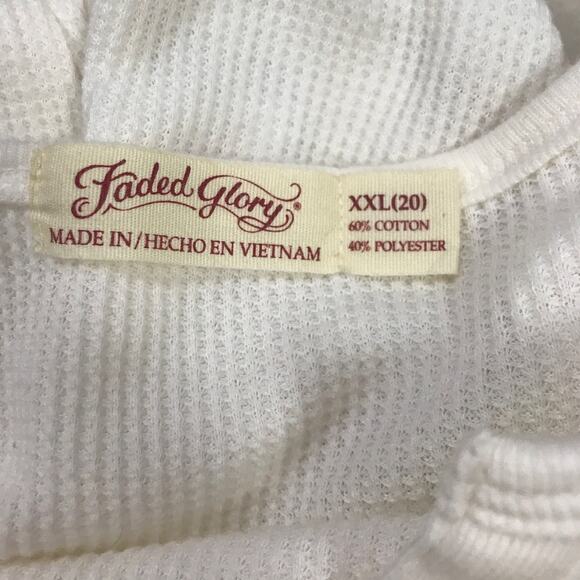 Faded Glory®
MADE IN/HECHO EN VIETNAM
XXL(20)
60% COTTON
40% POLYESTER